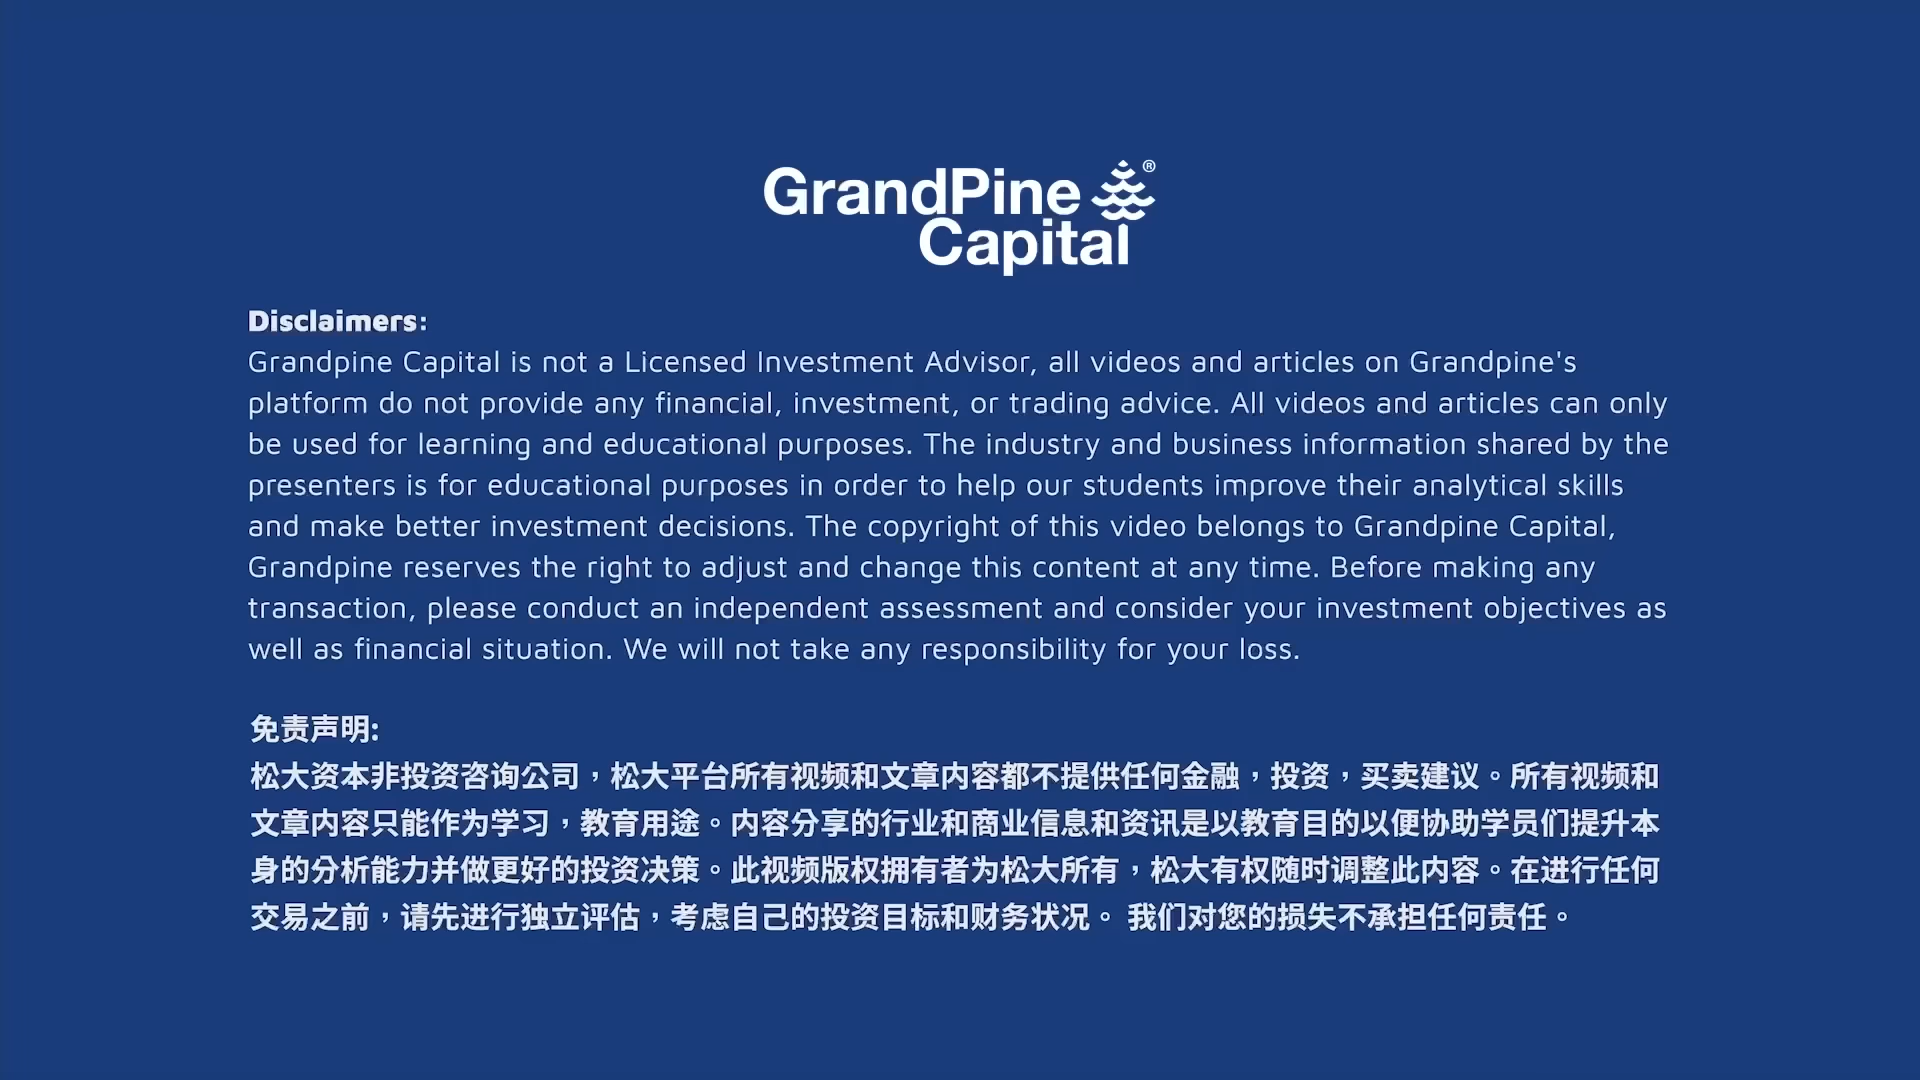 GrandPine ®
Capital
Disclaimers:
Grandpine Capital is not a Licensed Investment Advisor, all videos and articles on Grandpine's
platform do not provide any financial, investment, or trading advice. All videos and articles can only
be used for learning and educational purposes. The industry and business information shared by the
presenters is for educational purposes in order to help our students improve their analytical skills
and make better investment decisions. The copyright of this video belongs to Grandpine Capital,
Grandpine reserves the right to adjust and change this content at any time. Before making any
transaction, please conduct an independent assessment and consider your investment objectives as
well as financial situation. We will not take any responsibility for your loss.
免责声明:
松大资本非投资咨询公司，松大平台所有视频和文章内容都不提供任何金融，投资，买卖建议。所有视频和
文章内容只能作为学习，教育用途。内容分享的行业和商业信息和资讯是以教育目的以便协助学员们提升本
身的分析能力并做更好的投资决策。此视频版权拥有者为松大所有，松大有权随时调整此内容。在进行任何
交易之前，请先进行独立评估，考虑自己的投资目标和财务状况。 我们对您的损失不承担任何责任。